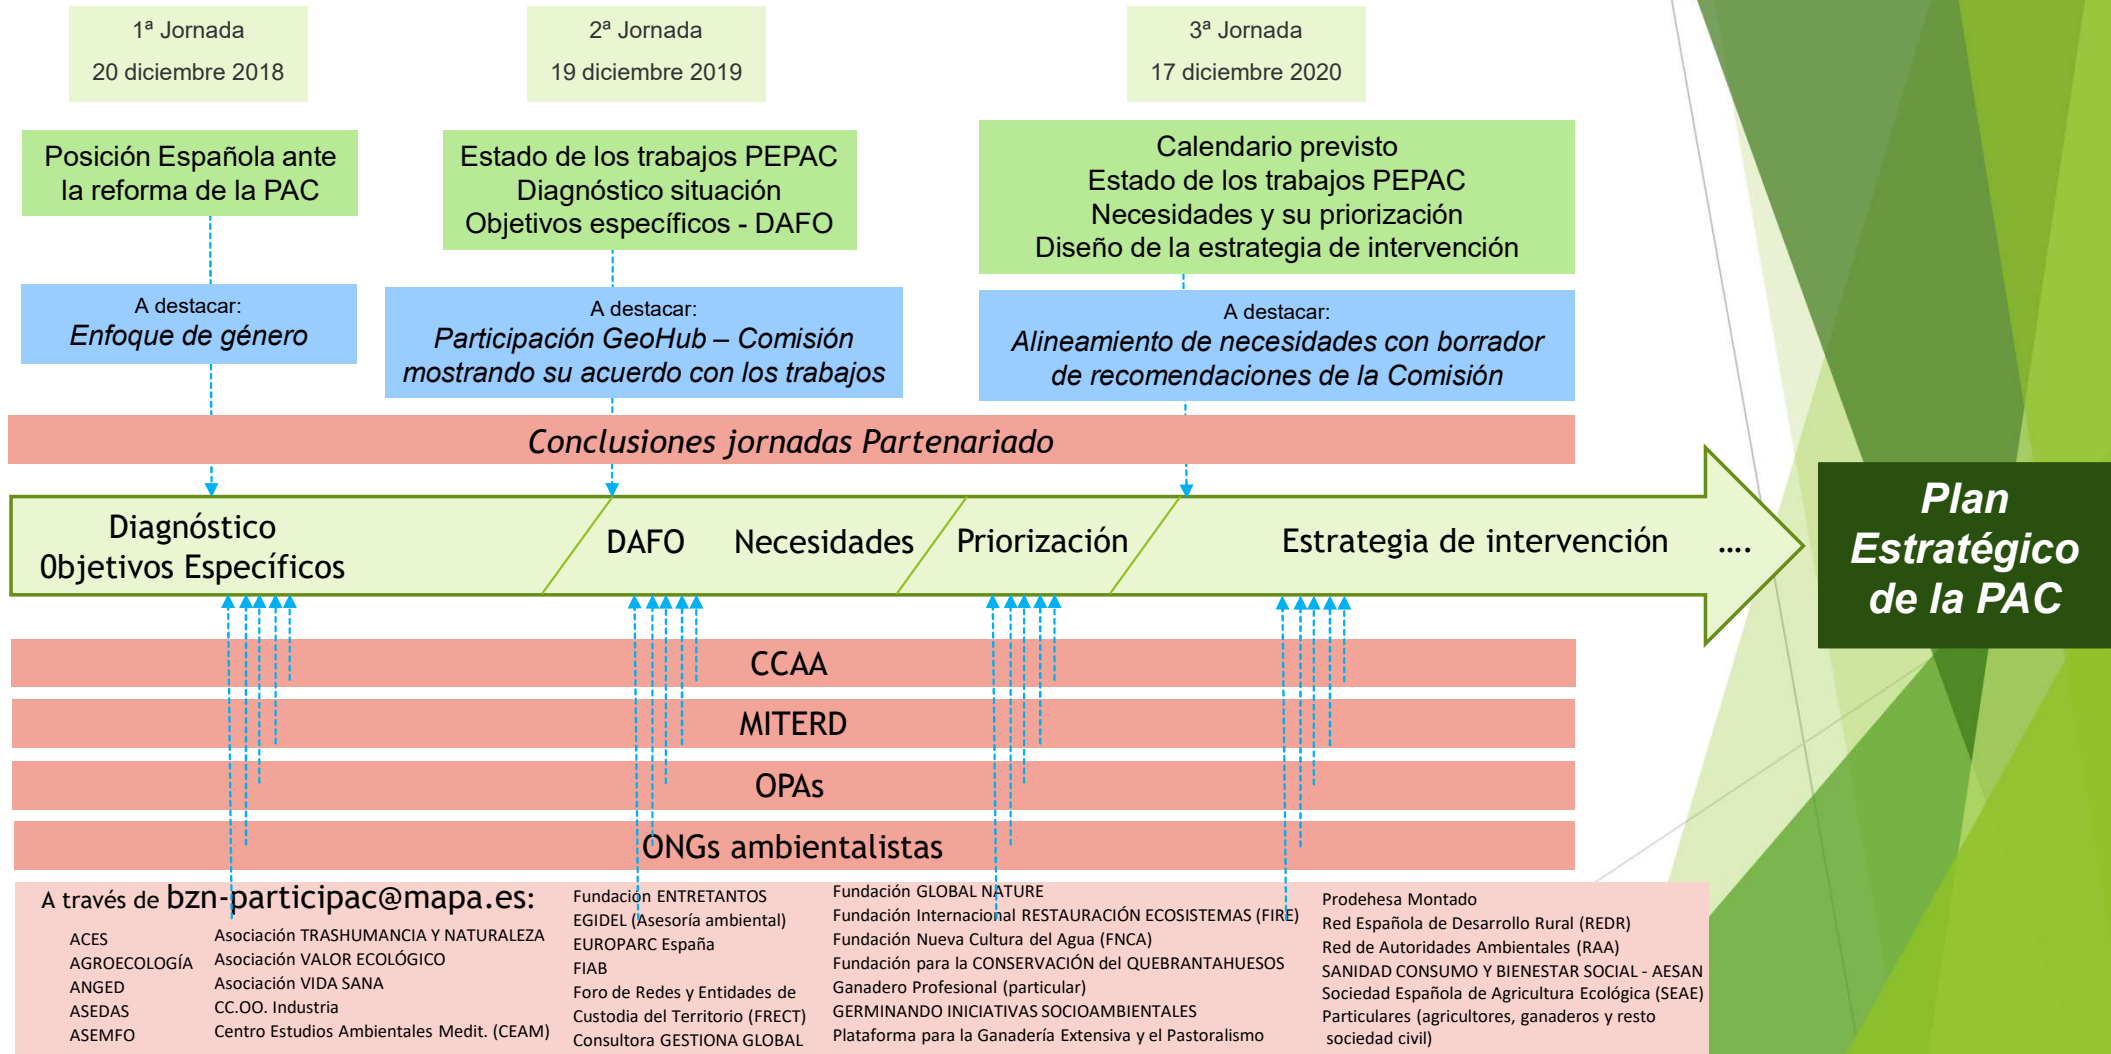 1ª Jornada
20 diciembre 2018
2ª Jornada
19 diciembre 2019
3ª Jornada
17 diciembre 2020
Posición Española ante
la reforma de la PAC
Estado de los trabajos PEPAC
Diagnóstico situación
Objetivos específicos - DAFO
Calendario previsto
Estado de los trabajos PEPAC
Necesidades y su priorización
Diseño de la estrategia de intervención
A destacar:
Enfoque de género
A destacar:
Participación GeoHub – Comisión
mostrando su acuerdo con los trabajos
A destacar:
Alineamiento de necesidades con borrador
de recomendaciones de la Comisión
Conclusiones jornadas Partenariado
Diagnóstico
Objetivos Específicos
DAFO
Necesidades
Priorización
Estrategia de intervención
....
Plan
Estratégico
de la PAC
CCAA
MITERD
OPAs
ONGs ambientalistas
A través de bzn-participac@mapa.es:
ACES
AGROECOLOGÍA
ANGED
ASEDAS
ASEMFO
Asociación TRASHUMANCIA Y NATURALEZA
Asociación VALOR ECOLÓGICO
Asociación VIDA SANA
CC.OO. Industria
Centro Estudios Ambientales Medit. (CEAM)
Fundación ENTRETANTOS
EGIDEL (Asesoría ambiental)
EUROPARC España
FIAB
Foro de Redes y Entidades de
Custodia del Territorio (FRECT)
Consultora GESTIONA GLOBAL
Fundación GLOBAL NATURE
Fundación Internacional RESTAURACIÓN ECOSISTEMAS (FIRE)
Fundación Nueva Cultura del Agua (FNCA)
Fundación para la CONSERVACIÓN del QUEBRANTAHUESOS
Ganadero Profesional (particular)
GERMINANDO INICIATIVAS SOCIOAMBIENTALES
Plataforma para la Ganadería Extensiva y el Pastoralismo
Prodehesa Montado
Red Española de Desarrollo Rural (REDR)
Red de Autoridades Ambientales (RAA)
SANIDAD CONSUMO Y BIENESTAR SOCIAL - AESAN
Sociedad Española de Agricultura Ecológica (SEAE)
Particulares (agricultores, ganaderos y resto
sociedad civil)